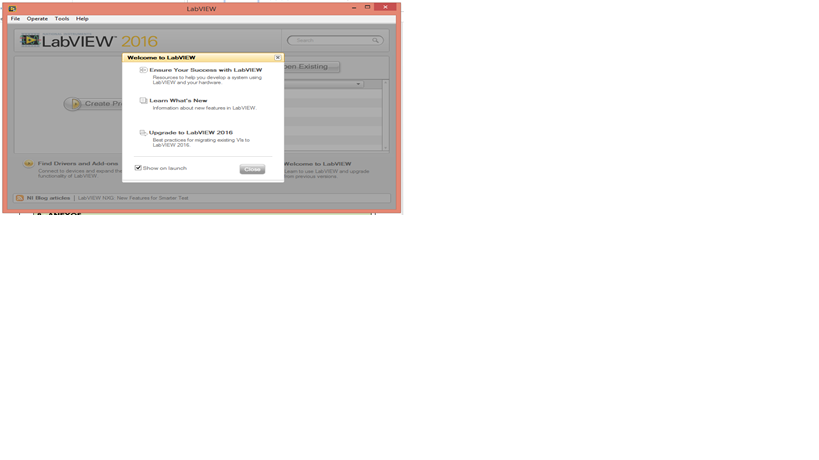 LabVIEW
File Operate Tools Help
LabVIEW™ 2016
Search
Welcome to LabVIEW
Open Existing
Ensure Your Success with LabVIEW
Resources to help you develop a system using
LabVIEW and your hardware.
Learn What's New
Information about new features in LabVIEW.
Create Pr
Upgrade to LabVIEW 2016
Best practices for migrating existing VIs to
LabVIEW 2016.
Show on launch
Close
Find Drivers and Add-ons
Connect to devices and expand the
functionality of LabVIEW.
Welcome to LabVIEW
Learn to use LabVIEW and upgrade
from previous versions.
NI Blog articles | LabVIEW NXG: New Features for Smarter Test